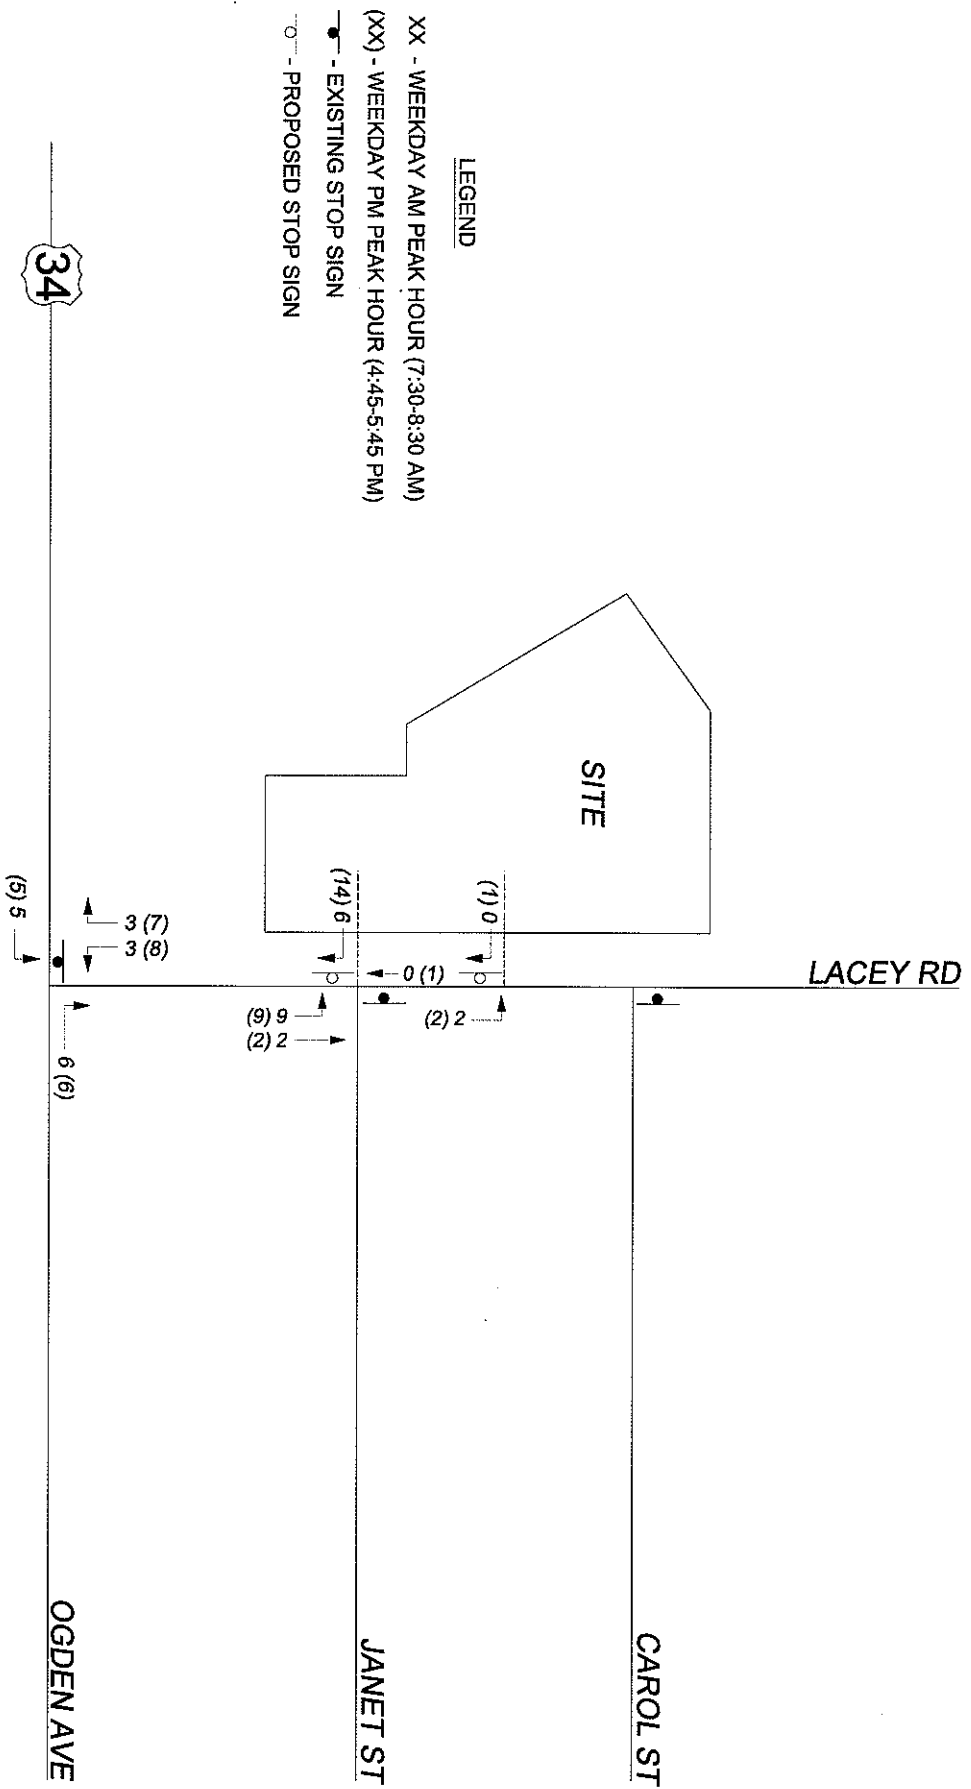 LEGEND
XX - WEEKDAY AM PEAK HOUR (7:30-8:30 AM)
(XX) - WEEKDAY PM PEAK HOUR (4:45-5:45 PM)
- EXISTING STOP SIGN
- PROPOSED STOP SIGN
SITE
LACEY RD
(1) 0
(2) 2
0 (1)
(14) 6
(9) 9
(2) 2
3 (7)
3 (8)
(5) 5
6 (6)
34
CAROL ST
JANET ST
OGDEN AVE